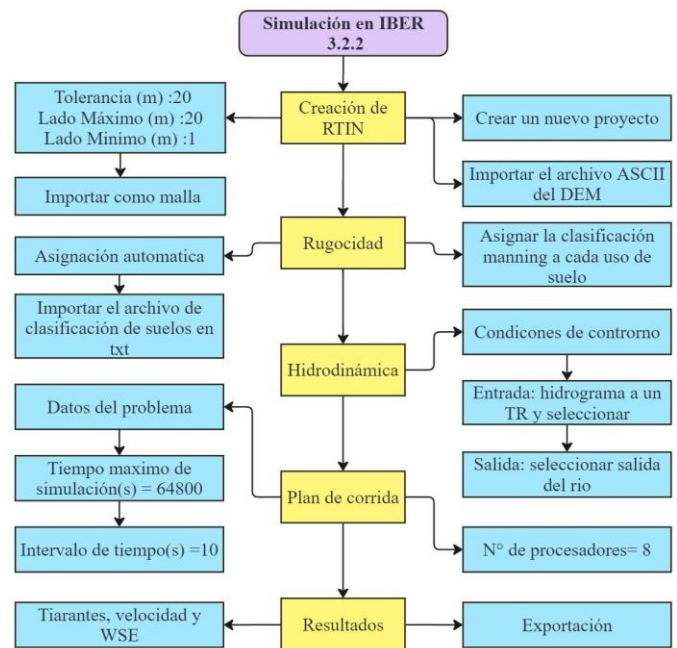 Simulación en IBER
3.2.2
Tolerancia (m) :20
Lado Máximo (m) :20
Lado Minímo (m) :1
Creación de
RTIN
Crear un nuevo proyecto
Importar como malla
Importar el archivo ASCII
del DEM
Asignación automatica
Rugocidad
Asignar la clasificación
manning a cada uso de
suelo
Importar el archivo de
clasificación de suelos en
txt
Hidrodinámica
Condicones de controrno
Entrada: hidrograma a un
TR y seleccionar
Salida: seleccionar salida
del rio
Datos del problema
Tiempo maximo de
simulación(s) = 64800
Intervalo de tiempo(s) =10
Plan de corrida
N° de procesadores= 8
Tiarantes, velocidad y
WSE
Resultados
Exportación